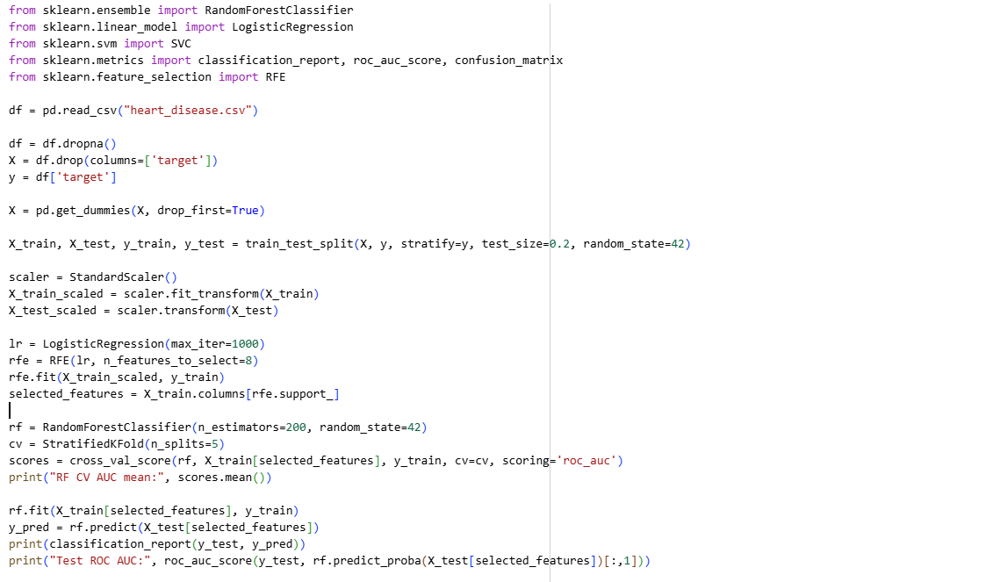 from sklearn.ensemble import RandomForestClassifier
from sklearn.linear_model import LogisticRegression
from sklearn.svm import SVC
from sklearn.metrics import classification_report, roc_auc_score, confusion_matrix
from sklearn.feature_selection import RFE
df = pd.read_csv("heart_disease.csv")
df = df.dropna()
X = df.drop(columns=['target'])
y = df['target']
X = pd.get_dummies(X, drop_first=True)
X_train, X_test, y_train, y_test = train_test_split(X, y, stratify=y, test_size=0.2, random_state=42)
scaler = StandardScaler()
X_train_scaled = scaler.fit_transform(X_train)
X_test_scaled = scaler.transform(X_test)
lr = LogisticRegression(max_iter=1000)
rfe = RFE(lr, n_features_to_select=8)
rfe.fit(X_train_scaled, y_train)
selected_features = X_train.columns[rfe.support_]
rf = RandomForestClassifier(n_estimators=200, random_state=42)
cv = StratifiedKFold(n_splits=5)
scores = cross_val_score(rf, X_train[selected_features], y_train, cv=cv, scoring='roc_auc')
print("RF CV AUC mean:", scores.mean())
rf.fit(X_train[selected_features], y_train)
y_pred = rf.predict(X_test[selected_features])
print(classification_report(y_test, y_pred))
print("Test ROC AUC:", roc_auc_score(y_test, rf.predict_proba(X_test[selected_features])[:,1]))